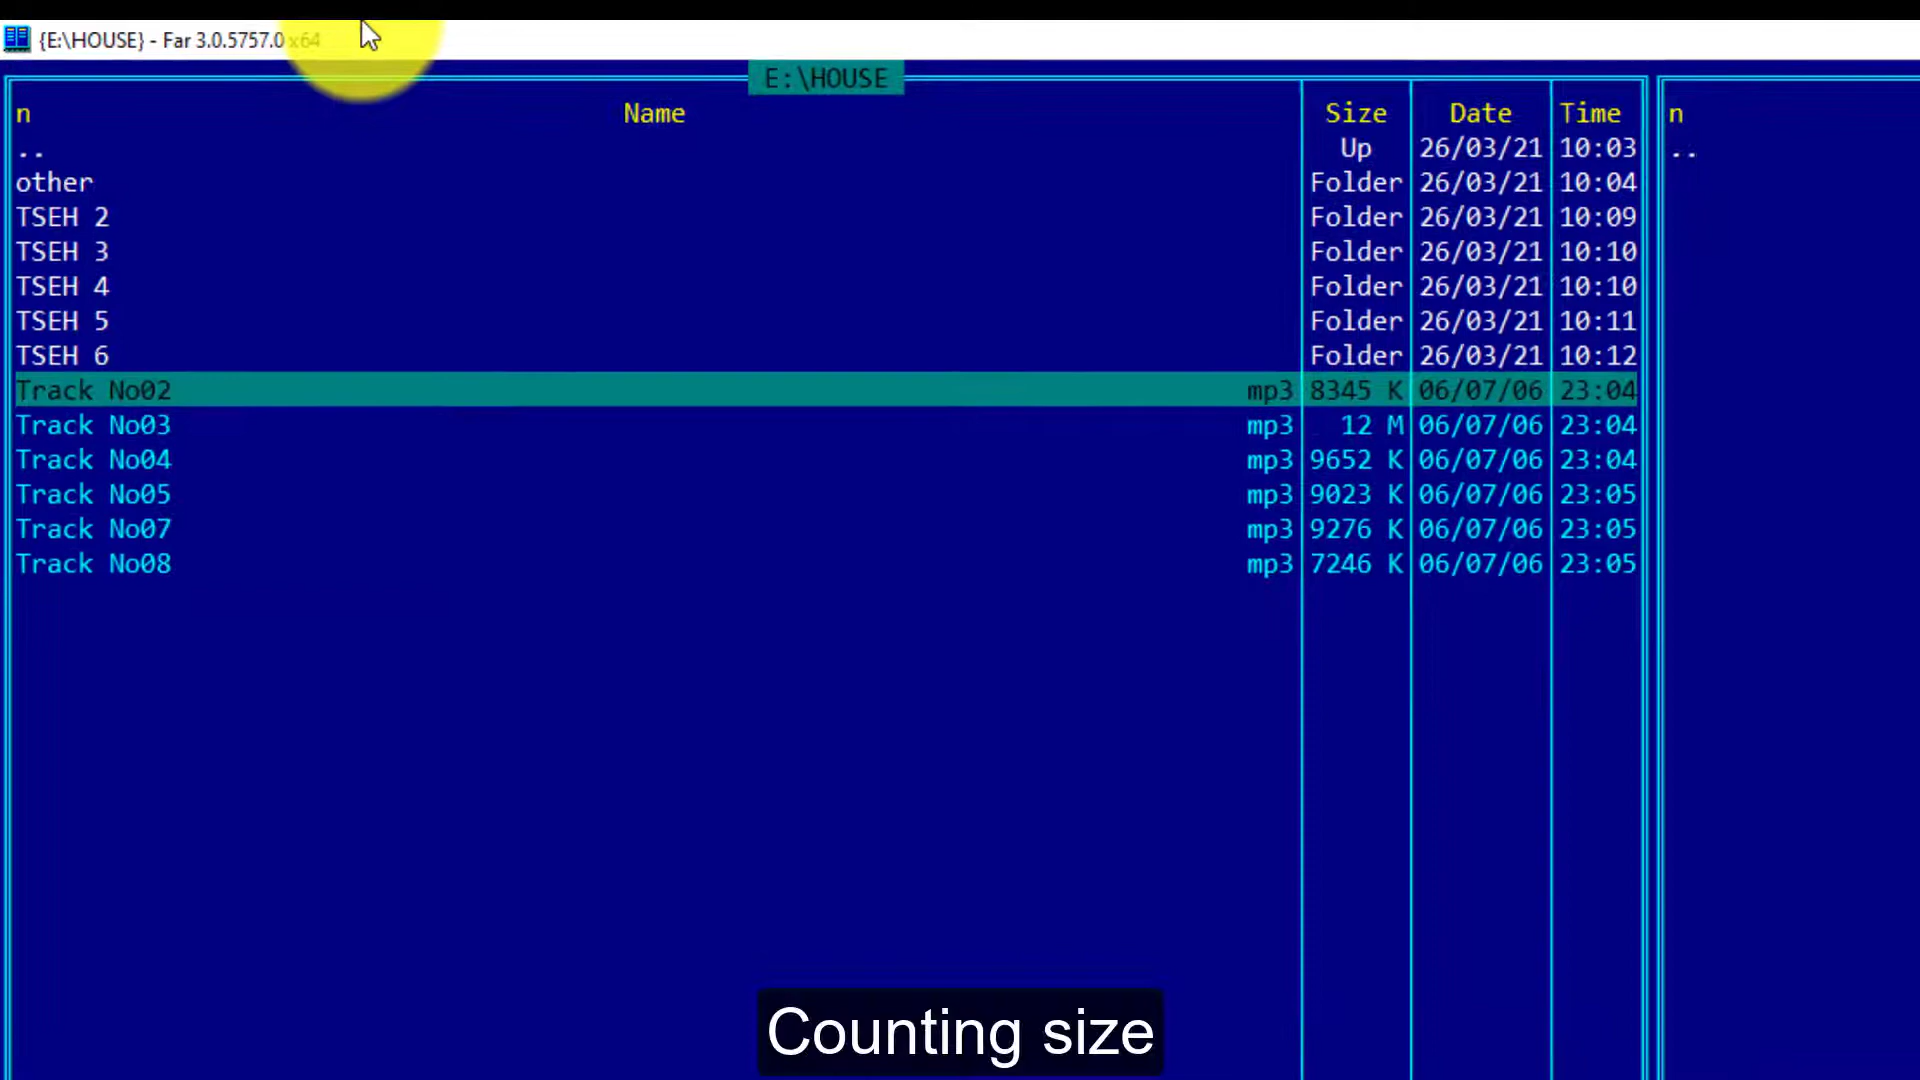 {E:\HOUSE} - Far 3.0.5757.0 x64
E:\HOUSE
n Name Size Date Time n
.. Up 26/03/21 10:03 ..
other Folder 26/03/21 10:04
TSEH 2 Folder 26/03/21 10:09
TSEH 3 Folder 26/03/21 10:10
TSEH 4 Folder 26/03/21 10:10
TSEH 5 Folder 26/03/21 10:11
TSEH 6 Folder 26/03/21 10:12
Track No02 mp3 8345 K 06/07/06 23:04
Track No03 mp3 12 M 06/07/06 23:04
Track No04 mp3 9652 K 06/07/06 23:04
Track No05 mp3 9023 K 06/07/06 23:05
Track No07 mp3 9276 K 06/07/06 23:05
Track No08 mp3 7246 K 06/07/06 23:05
Counting size